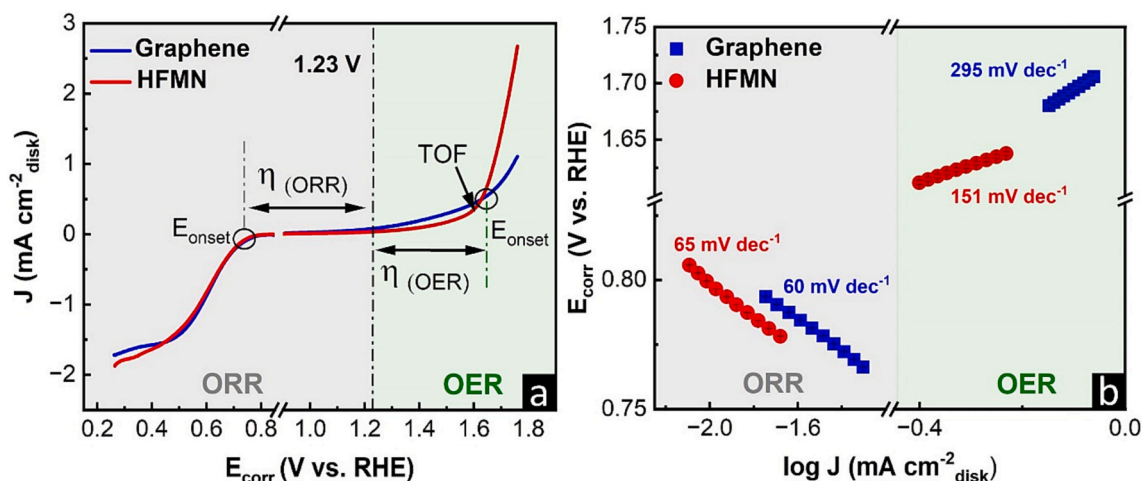 3
2
1
0
−1
−2
J (mA cm⁻²disk)
Graphene
HFMN
1.23 V
TOF
η (ORR)
Eonset
Eonset
η (OER)
ORR
OER
a
0.2 0.4 0.6 0.8 1.0 1.2 1.4 1.6 1.8
Ecorr (V vs. RHE)
1.75
1.70
1.65
0.80
0.75
Ecorr (V vs. RHE)
Graphene
HFMN
295 mV dec⁻¹
151 mV dec⁻¹
65 mV dec⁻¹
60 mV dec⁻¹
ORR
OER
b
−2.0 −1.6 −0.4 −0.2 0.0
log J (mA cm⁻²disk)